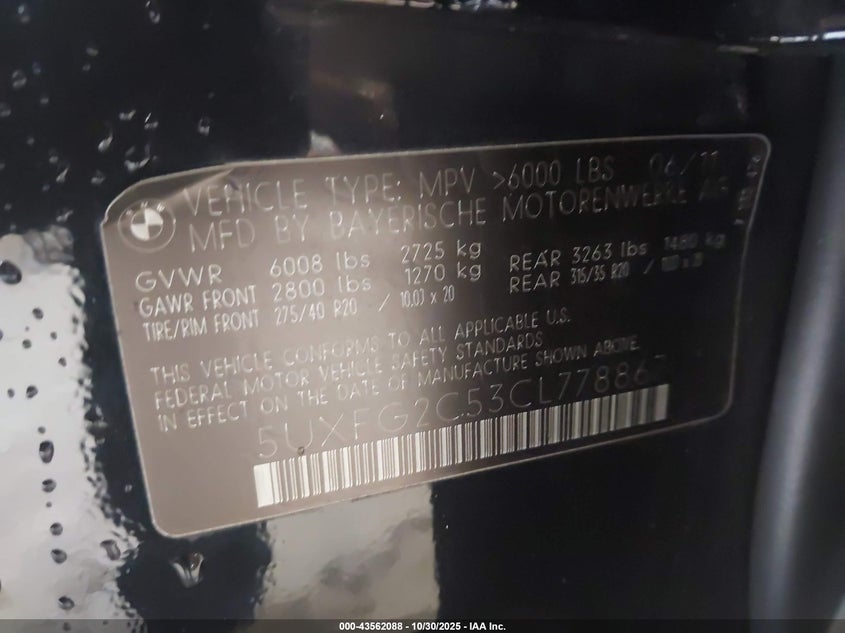 VEHICLE TYPE: MPV >6000 LBS 06/11
MFD BY BAYERISCHE MOTORENWERKE AG
GVWR 6008 lbs 2725 kg
GAWR FRONT 2800 lbs 1270 kg REAR 3263 lbs 1480 kg
TIRE/RIM FRONT 275/40 R20 / 10.0J x 20 REAR 315/35 R20 /
THIS VEHICLE CONFORMS TO ALL APPLICABLE U.S.
FEDERAL MOTOR VEHICLE SAFETY STANDARDS
IN EFFECT ON THE DATE OF MANUFACTURE SHOWN ABOVE.
5UXFG2C53CL778867
000-43562088 - 10/30/2025 - IAA Inc.